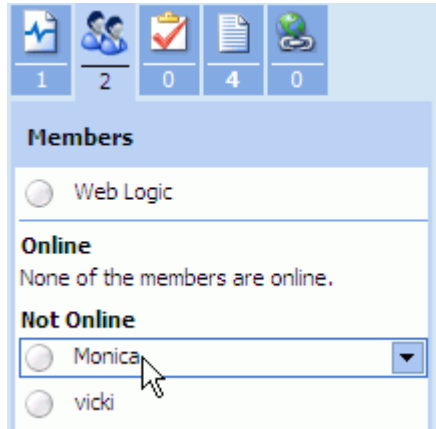 1 2 0 4 0
Members
Web Logic
Online
None of the members are online.
Not Online
Monica
vicki